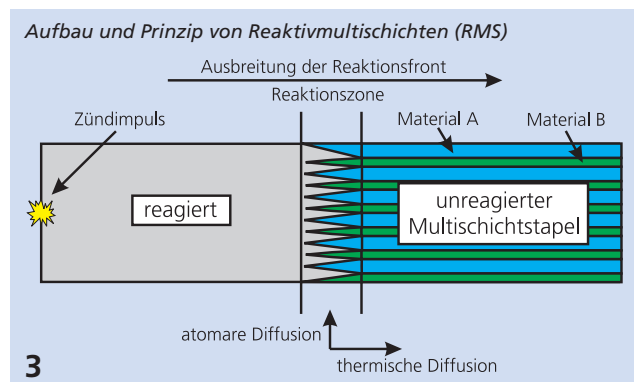 Aufbau und Prinzip von Reaktivmultischichten (RMS)
Ausbreitung der Reaktionsfront
Reaktionszone
Zündimpuls
Material A
Material B
reagiert
unreagierter
Multischichtstapel
atomare Diffusion
thermische Diffusion
3